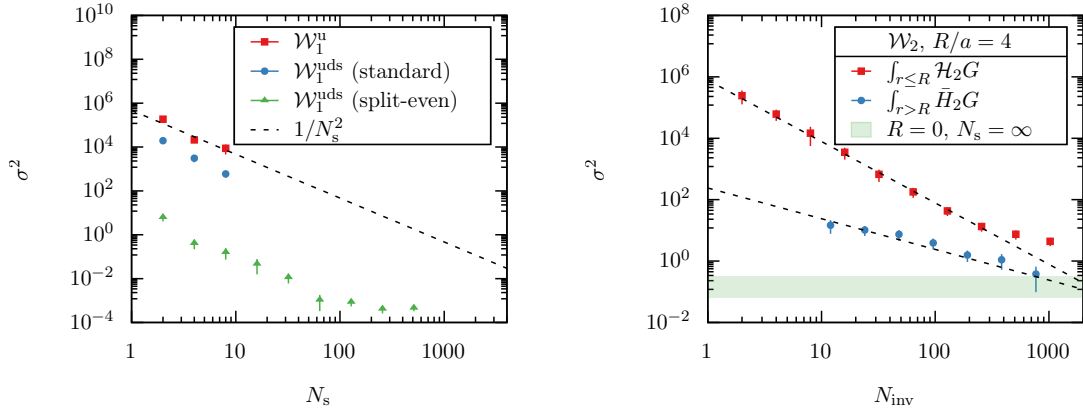 10^10
10^8
10^6
10^4
10^2
10^0
10^−2
10^−4
σ^2
1 10 100 1000
N_s
W_1^u
W_1^uds (standard)
W_1^uds (split-even)
1/N_s^2
10^8
10^6
10^4
10^2
10^0
10^−2
σ^2
1 10 100 1000
N_inv
W_2, R/a = 4
∫_{r≤R} H_2G
∫_{r>R} H̄_2G
R = 0, N_s = ∞